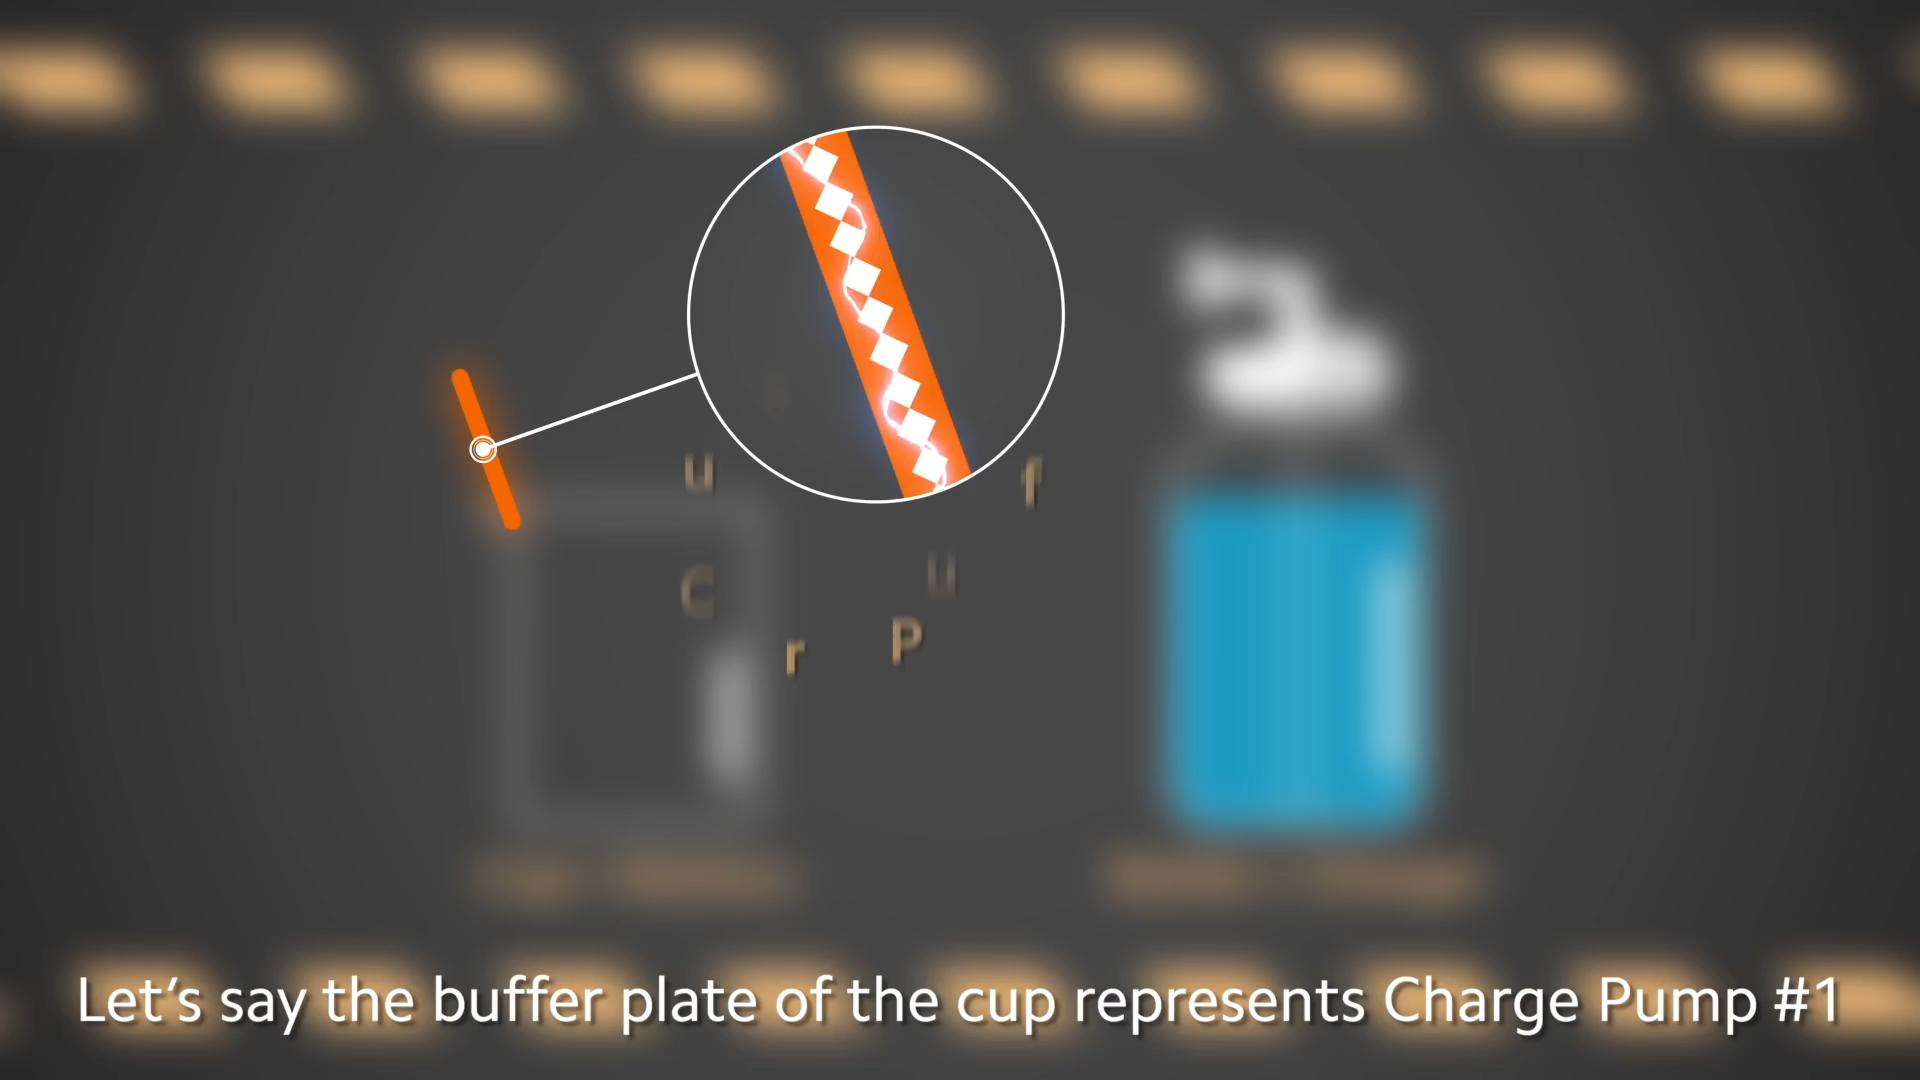 u f
C U
r P
Let's say the buffer plate of the cup represents Charge Pump #1